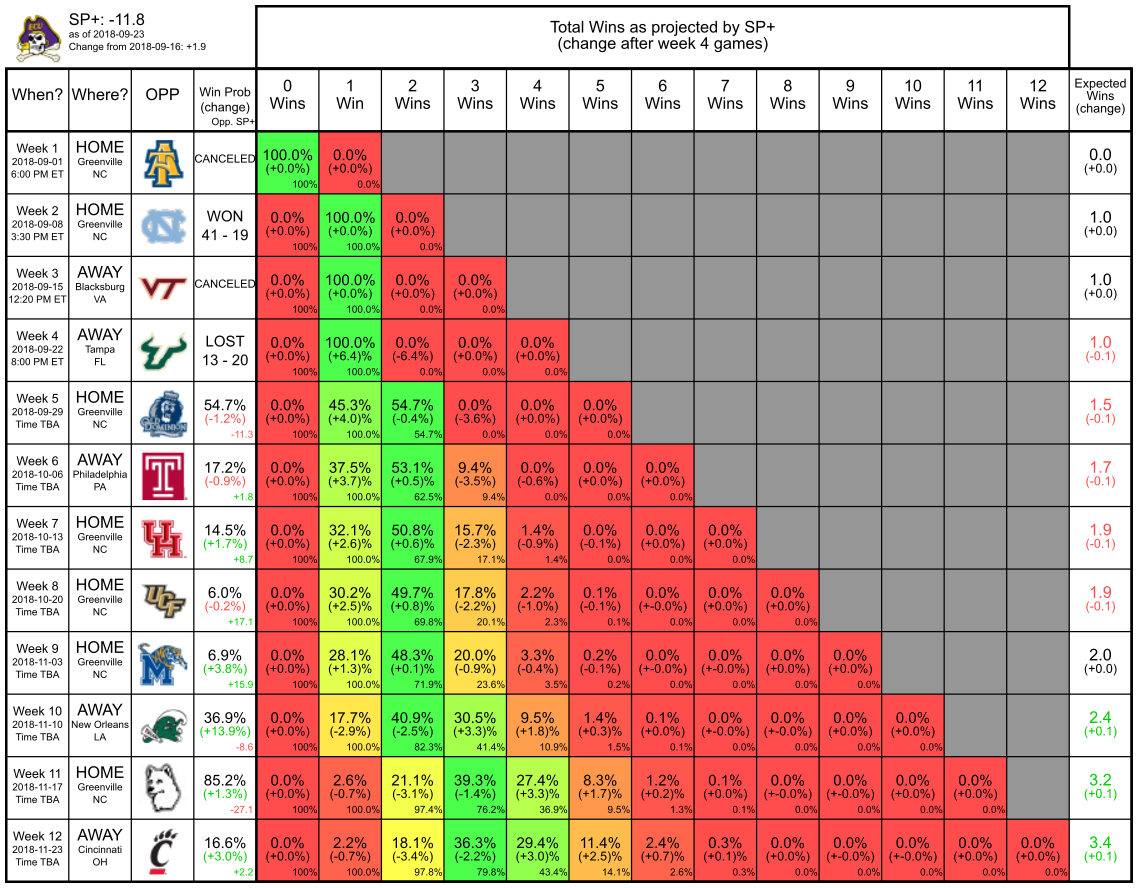 SP+: -11.8
as of 2018-09-23
Change from 2018-09-16: +1.9
Total Wins as projected by SP+
(change after week 4 games)
When? Where? OPP Win Prob (change) Opp. SP+ 0 Wins 1 Win 2 Wins 3 Wins 4 Wins 5 Wins 6 Wins 7 Wins 8 Wins 9 Wins 10 Wins 11 Wins 12 Wins Expected Wins (change)
Week 1 HOME CANCELED 100.0% 0.0% 0.0
2018-09-01 Greenville (+0.0%) (+0.0%) (+0.0)
6:00 PM ET NC 100% 0.0%
Week 2 HOME WON 0.0% 100.0% 0.0% 1.0
2018-09-08 Greenville 41 - 19 (+0.0%) (+0.0%) (+0.0%) (+0.0)
3:30 PM ET NC 100% 100.0% 0.0%
Week 3 AWAY VT CANCELED 0.0% 100.0% 0.0% 0.0% 1.0
2018-09-15 Blacksburg (+0.0%) (+0.0%) (+0.0%) (+0.0%) (+0.0)
12:20 PM ET VA 100% 100.0% 0.0% 0.0%
Week 4 AWAY LOST 0.0% 100.0% 0.0% 0.0% 0.0% 1.0
2018-09-22 Tampa 13 - 20 (+0.0%) (+6.4)% (-6.4%) (+0.0%) (+0.0%) (-0.1)
8:00 PM ET FL 100% 100.0% 0.0% 0.0% 0.0%
Week 5 HOME 54.7% 0.0% 45.3% 54.7% 0.0% 0.0% 0.0% 1.5
2018-09-29 Greenville (-1.2%) (+0.0%) (+4.0)% (-0.4%) (-3.6%) (+0.0%) (+0.0%) (-0.1)
Time TBA NC -11.3 100% 100.0% 54.7% 0.0% 0.0% 0.0%
Week 6 AWAY 17.2% 0.0% 37.5% 53.1% 9.4% 0.0% 0.0% 0.0% 1.7
2018-10-06 Philadelphia (-0.9%) (+0.0%) (+3.7)% (+0.5)% (-3.5%) (-0.6%) (+0.0%) (+0.0%) (-0.1)
Time TBA PA +1.8 100% 100.0% 62.5% 9.4% 0.0% 0.0% 0.0%
Week 7 HOME 14.5% 0.0% 32.1% 50.8% 15.7% 1.4% 0.0% 0.0% 0.0% 1.9
2018-10-13 Greenville (+1.7%) (+0.0%) (+2.6)% (+0.6)% (-2.3%) (-0.9%) (-0.1%) (+0.0%) (+0.0%) (-0.1)
Time TBA NC +8.7 100% 100.0% 67.9% 17.1% 1.4% 0.0% 0.0% 0.0%
Week 8 HOME UCF 6.0% 0.0% 30.2% 49.7% 17.8% 2.2% 0.1% 0.0% 0.0% 0.0% 1.9
2018-10-20 Greenville (-0.2%) (+0.0%) (+2.5)% (+0.8)% (-2.2%) (-1.0%) (-0.1%) (+-0.0%) (+0.0%) (+0.0%) (-0.1)
Time TBA NC +17.1 100% 100.0% 69.8% 20.1% 2.3% 0.1% 0.0% 0.0% 0.0%
Week 9 HOME M 6.9% 0.0% 28.1% 48.3% 20.0% 3.3% 0.2% 0.0% 0.0% 0.0% 0.0% 2.0
2018-11-03 Greenville (+3.8%) (+0.0%) (+1.3)% (+0.1)% (-0.9%) (-0.4%) (-0.1%) (+-0.0%) (+-0.0%) (+0.0%) (+0.0%) (+0.0)
Time TBA NC +15.9 100% 100.0% 71.9% 23.6% 3.5% 0.2% 0.0% 0.0% 0.0% 0.0%
Week 10 AWAY 36.9% 0.0% 17.7% 40.9% 30.5% 9.5% 1.4% 0.1% 0.0% 0.0% 0.0% 0.0% 2.4
2018-11-10 New Orleans (+13.9%) (+0.0%) (-2.9%) (-2.5%) (+3.3)% (+1.8)% (+0.3)% (+0.0%) (+-0.0%) (+-0.0%) (+0.0%) (+0.0%) (+0.1)
Time TBA LA -8.6 100% 100.0% 82.3% 41.4% 10.9% 1.5% 0.1% 0.0% 0.0% 0.0% 0.0%
Week 11 HOME 85.2% 0.0% 2.6% 21.1% 39.3% 27.4% 8.3% 1.2% 0.1% 0.0% 0.0% 0.0% 0.0% 3.2
2018-11-17 Greenville (+1.3%) (+0.0%) (-0.7%) (-3.1%) (-1.4%) (+3.3)% (+1.7)% (+0.2)% (+0.0%) (+-0.0%) (+-0.0%) (+0.0%) (+0.0%) (+0.1)
Time TBA NC -27.1 100% 100.0% 97.4% 76.2% 36.9% 9.5% 1.3% 0.1% 0.0% 0.0% 0.0% 0.0%
Week 12 AWAY 16.6% 0.0% 2.2% 18.1% 36.3% 29.4% 11.4% 2.4% 0.3% 0.0% 0.0% 0.0% 0.0% 0.0% 3.4
2018-11-23 Cincinnati (+3.0%) (+0.0%) (-0.7%) (-3.4%) (-2.2%) (+3.0)% (+2.5)% (+0.7)% (+0.1)% (+0.0%) (+-0.0%) (+-0.0%) (+0.0%) (+0.0%) (+0.1)
Time TBA OH +2.2 100% 100.0% 97.8% 79.8% 43.4% 14.1% 2.6% 0.3% 0.0% 0.0% 0.0% 0.0% 0.0%